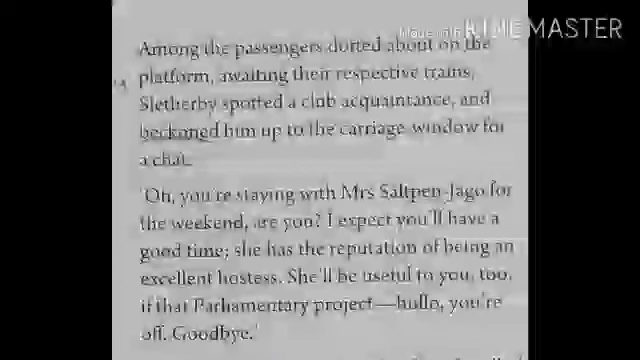 Made with KINEMASTER
Among the passengers dotted about on the
platform, awaiting their respective trains,
Sletherby spotted a club acquaintance, and
beckoned him up to the carriage-window for
a chat.
'Oh, you're staying with Mrs Saltpen-Jago for
the weekend, are you? I expect you'll have a
good time; she has the reputation of being an
excellent hostess. She'll be useful to you, too,
if that Parliamentary project—hullo, you're
off. Goodbye.'